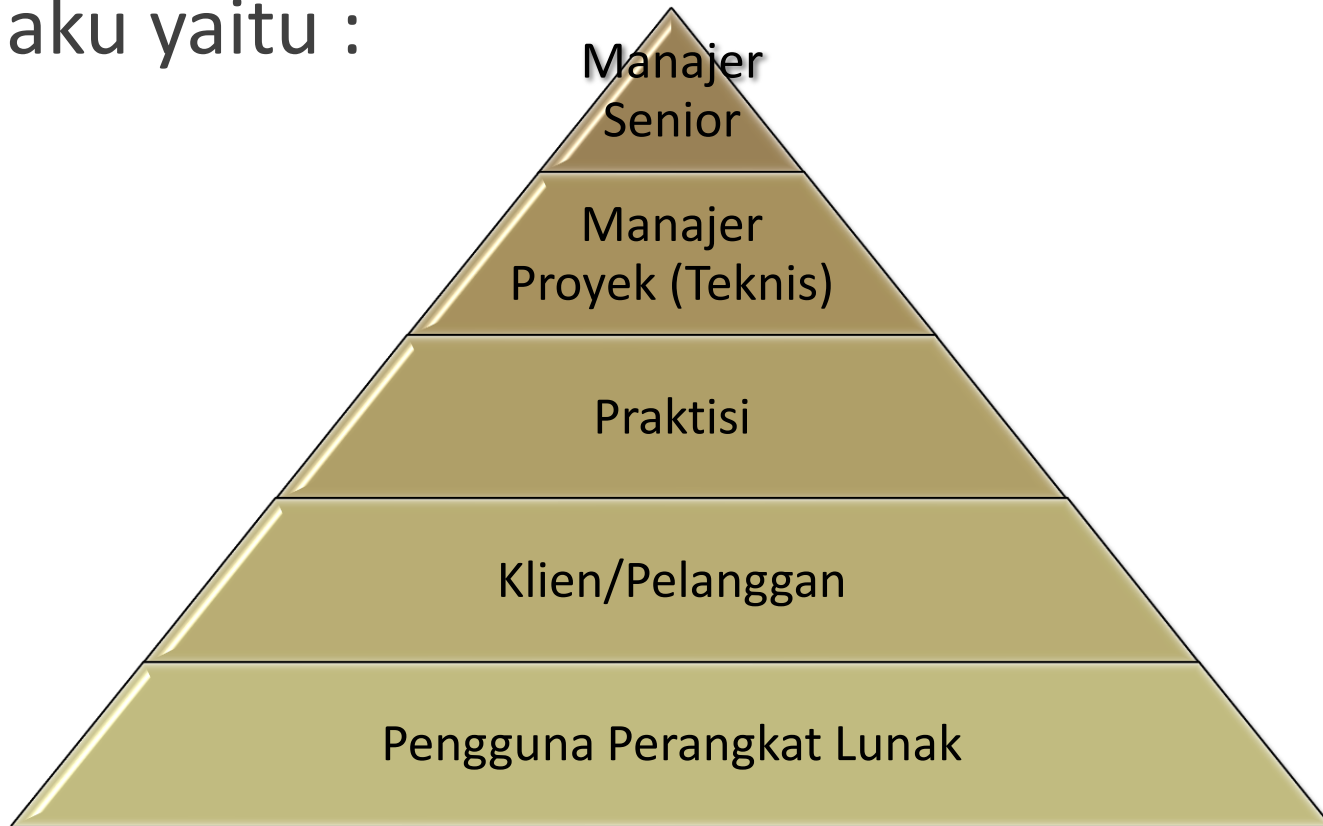 aku yaitu :
Manajer
Senior
Manajer
Proyek (Teknis)
Praktisi
Klien/Pelanggan
Pengguna Perangkat Lunak